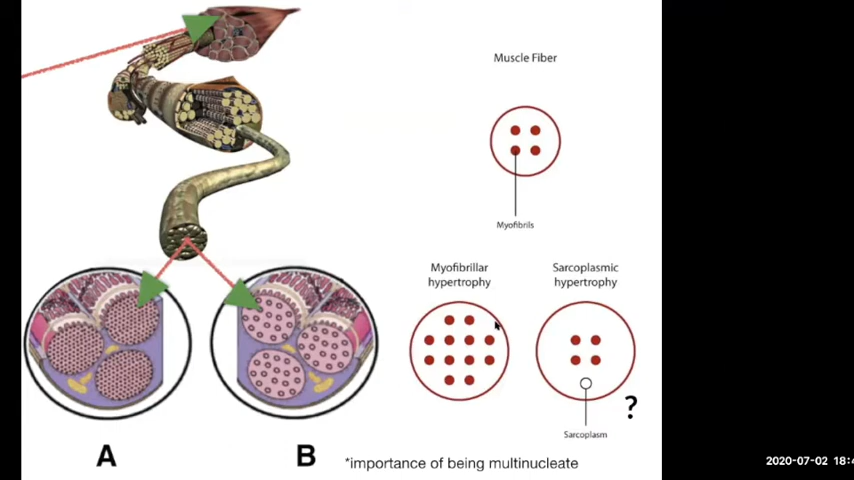 Muscle Fiber
Myofibrils
Myofibrillar
hypertrophy
Sarcoplasmic
hypertrophy
?
Sarcoplasm
A
B
*importance of being multinucleate
2020-07-02 18:4